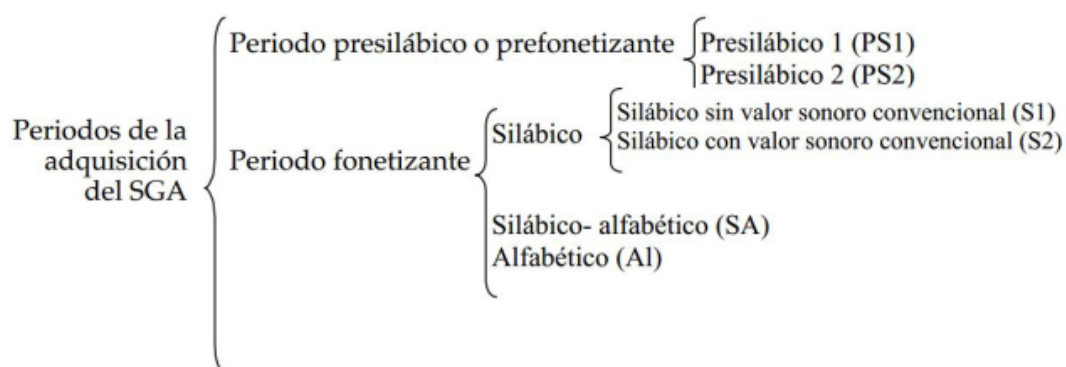 Periodos de la
adquisición
del SGA
Periodo presilábico o prefonetizante
Presilábico 1 (PS1)
Presilábico 2 (PS2)
Periodo fonetizante
Silábico
Silábico sin valor sonoro convencional (S1)
Silábico con valor sonoro convencional (S2)
Silábico- alfabético (SA)
Alfabético (Al)